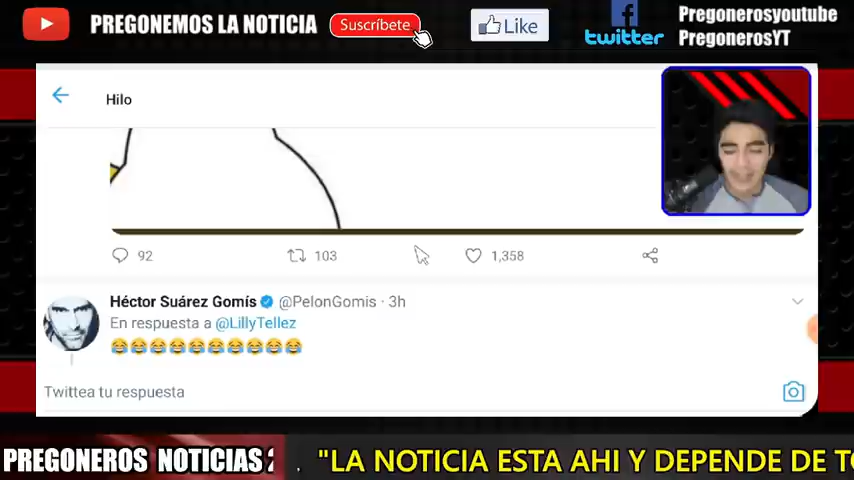 PREGONEMOS LA NOTICIA
Suscríbete
Like
twitter
Pregonerosyoutube
PregonerosYT
Hilo
92
103
1,358
Héctor Suárez Gomís @PelonGomis · 3h
En respuesta a @LillyTellez
😂😂😂😂😂😂😂😂😂😂
Twittea tu respuesta
PREGONEROS NOTICIAS
. "LA NOTICIA ESTA AHI Y DEPENDE DE